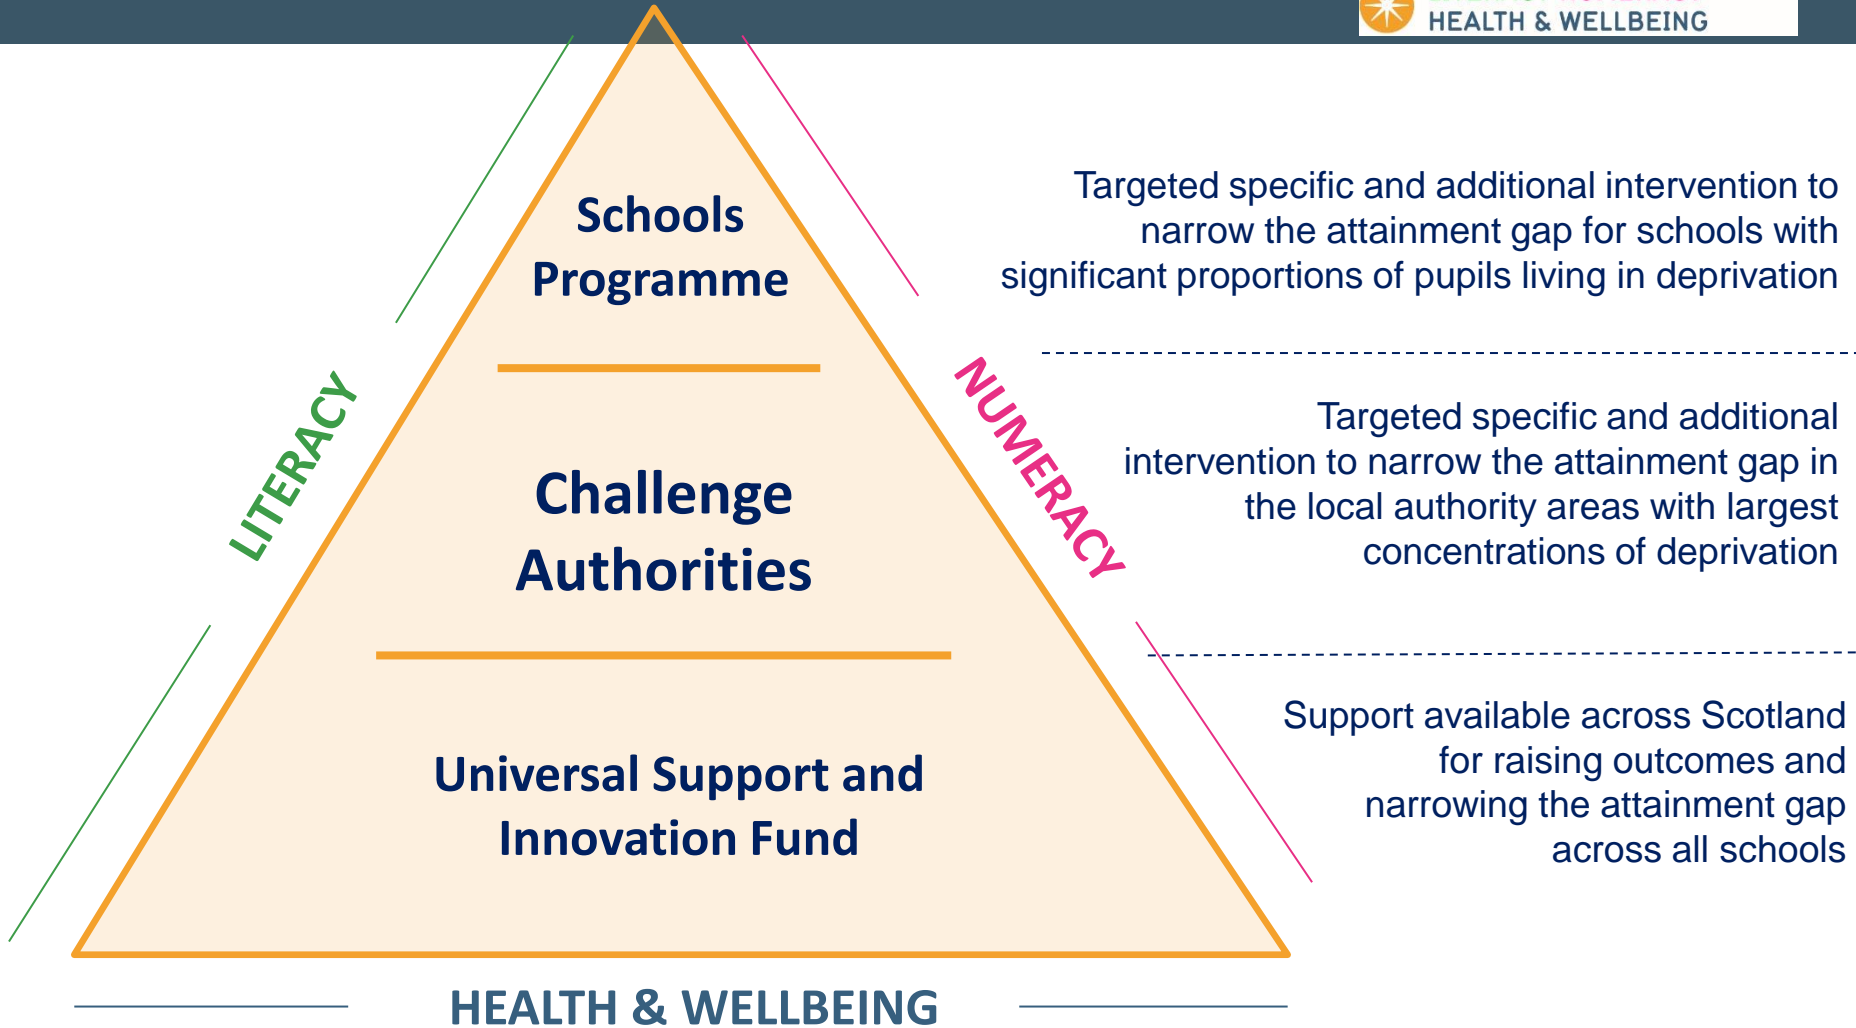 HEALTH & WELLBEING
Schools
Programme
Targeted specific and additional intervention to
narrow the attainment gap for schools with
significant proportions of pupils living in deprivation
LITERACY
NUMERACY
Challenge
Authorities
Targeted specific and additional
intervention to narrow the attainment gap in
the local authority areas with largest
concentrations of deprivation
Universal Support and
Innovation Fund
Support available across Scotland
for raising outcomes and
narrowing the attainment gap
across all schools
HEALTH & WELLBEING